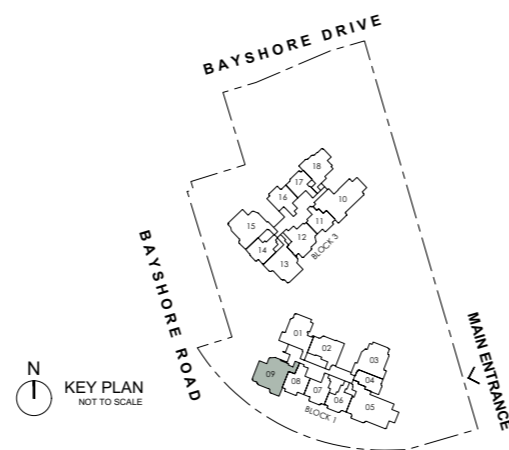 BAYSHORE DRIVE
18
17
16
10
15
11
12
14
13
BLOCK 3
BAYSHORE ROAD
01
02
03
09
08
07
04
06
05
BLOCK 1
MAIN ENTRANCE
N
KEY PLAN
NOT TO SCALE